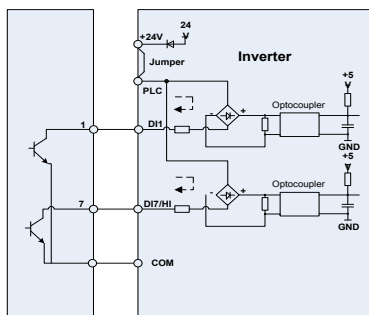 24
+24V
V
Inverter
Jumper
PLC
+5
- +
1
DI1
Optocoupler
GND
+5
- +
Optocoupler
7
DI7/HI
GND
COM